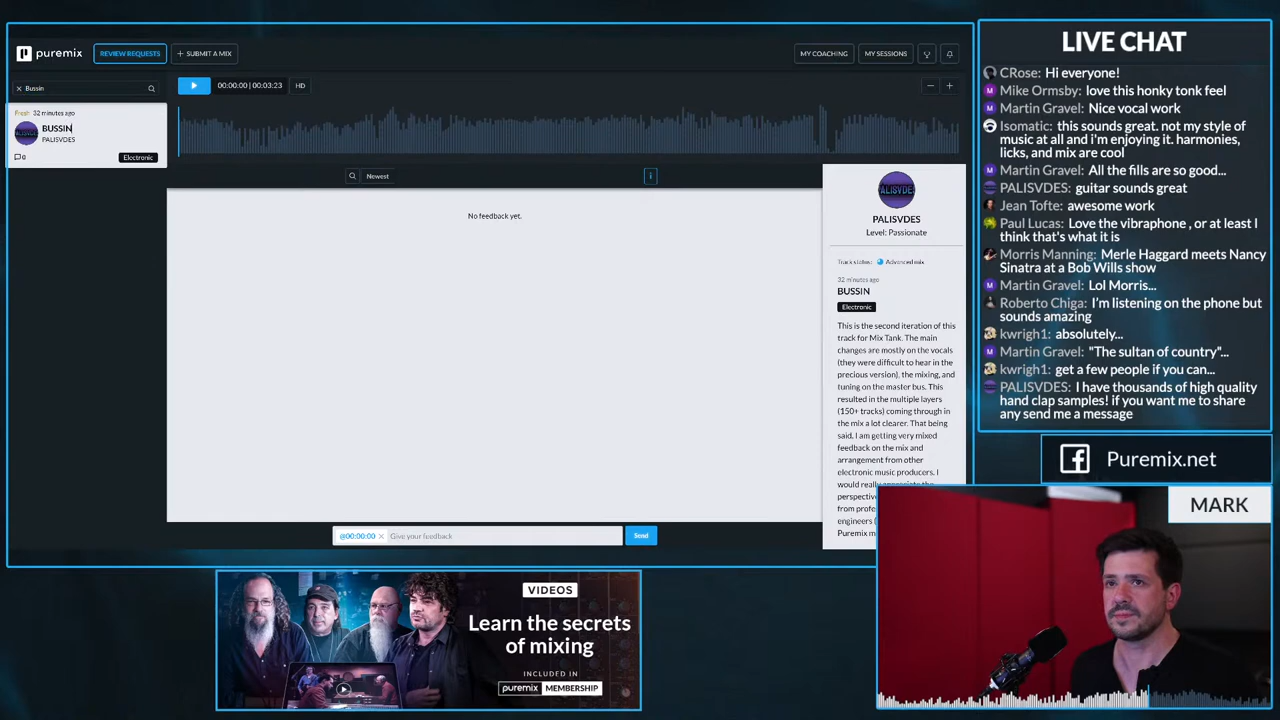 puremix
REVIEW REQUESTS
+ SUBMIT A MIX
MY COACHING
MY SESSIONS
× Bussin
00:00:00 | 00:03:23
HD
Fresh 32 minutes ago
BUSSIN
PALISVDES
0
Electronic
Newest
i
No feedback yet.
@00:00:00 × Give your feedback
Send
PALISVDES
Level: Passionate
Track status: Advanced mix
32 minutes ago
BUSSIN
Electronic
This is the second iteration of this
track for Mix Tank. The main
changes are mostly on the vocals
(they were difficult to hear in the
precious version), the mixing, and
tuning on the master bus. This
resulted in the multiple layers
(150+ tracks) coming through in
the mix a lot clearer. That being
said, I am getting very mixed
feedback on the mix and
arrangement from other
electronic music producers. I
would really appreciate the
perspective
from profe
engineers (
Puremix m
LIVE CHAT
CRose: Hi everyone!
Mike Ormsby: love this honky tonk feel
Martin Gravel: Nice vocal work
Isomatic: this sounds great. not my style of
music at all and i'm enjoying it. harmonies,
licks, and mix are cool
Martin Gravel: All the fills are so good...
PALISVDES: guitar sounds great
Jean Tofte: awesome work
Paul Lucas: Love the vibraphone , or at least I
think that's what it is
Morris Manning: Merle Haggard meets Nancy
Sinatra at a Bob Wills show
Martin Gravel: Lol Morris...
Roberto Chiga: I'm listening on the phone but
sounds amazing
kwrigh1: absolutely...
Martin Gravel: "The sultan of country"...
kwrigh1: get a few people if you can...
PALISVDES: I have thousands of high quality
hand clap samples! if you want me to share
any send me a message
Puremix.net
MARK
VIDEOS
Learn the secrets
of mixing
INCLUDED IN
puremix MEMBERSHIP